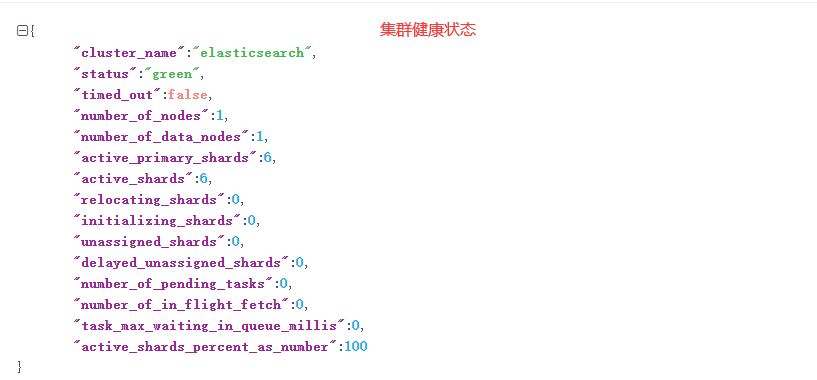 集群健康状态
{
"cluster_name":"elasticsearch",
"status":"green",
"timed_out":false,
"number_of_nodes":1,
"number_of_data_nodes":1,
"active_primary_shards":6,
"active_shards":6,
"relocating_shards":0,
"initializing_shards":0,
"unassigned_shards":0,
"delayed_unassigned_shards":0,
"number_of_pending_tasks":0,
"number_of_in_flight_fetch":0,
"task_max_waiting_in_queue_millis":0,
"active_shards_percent_as_number":100
}